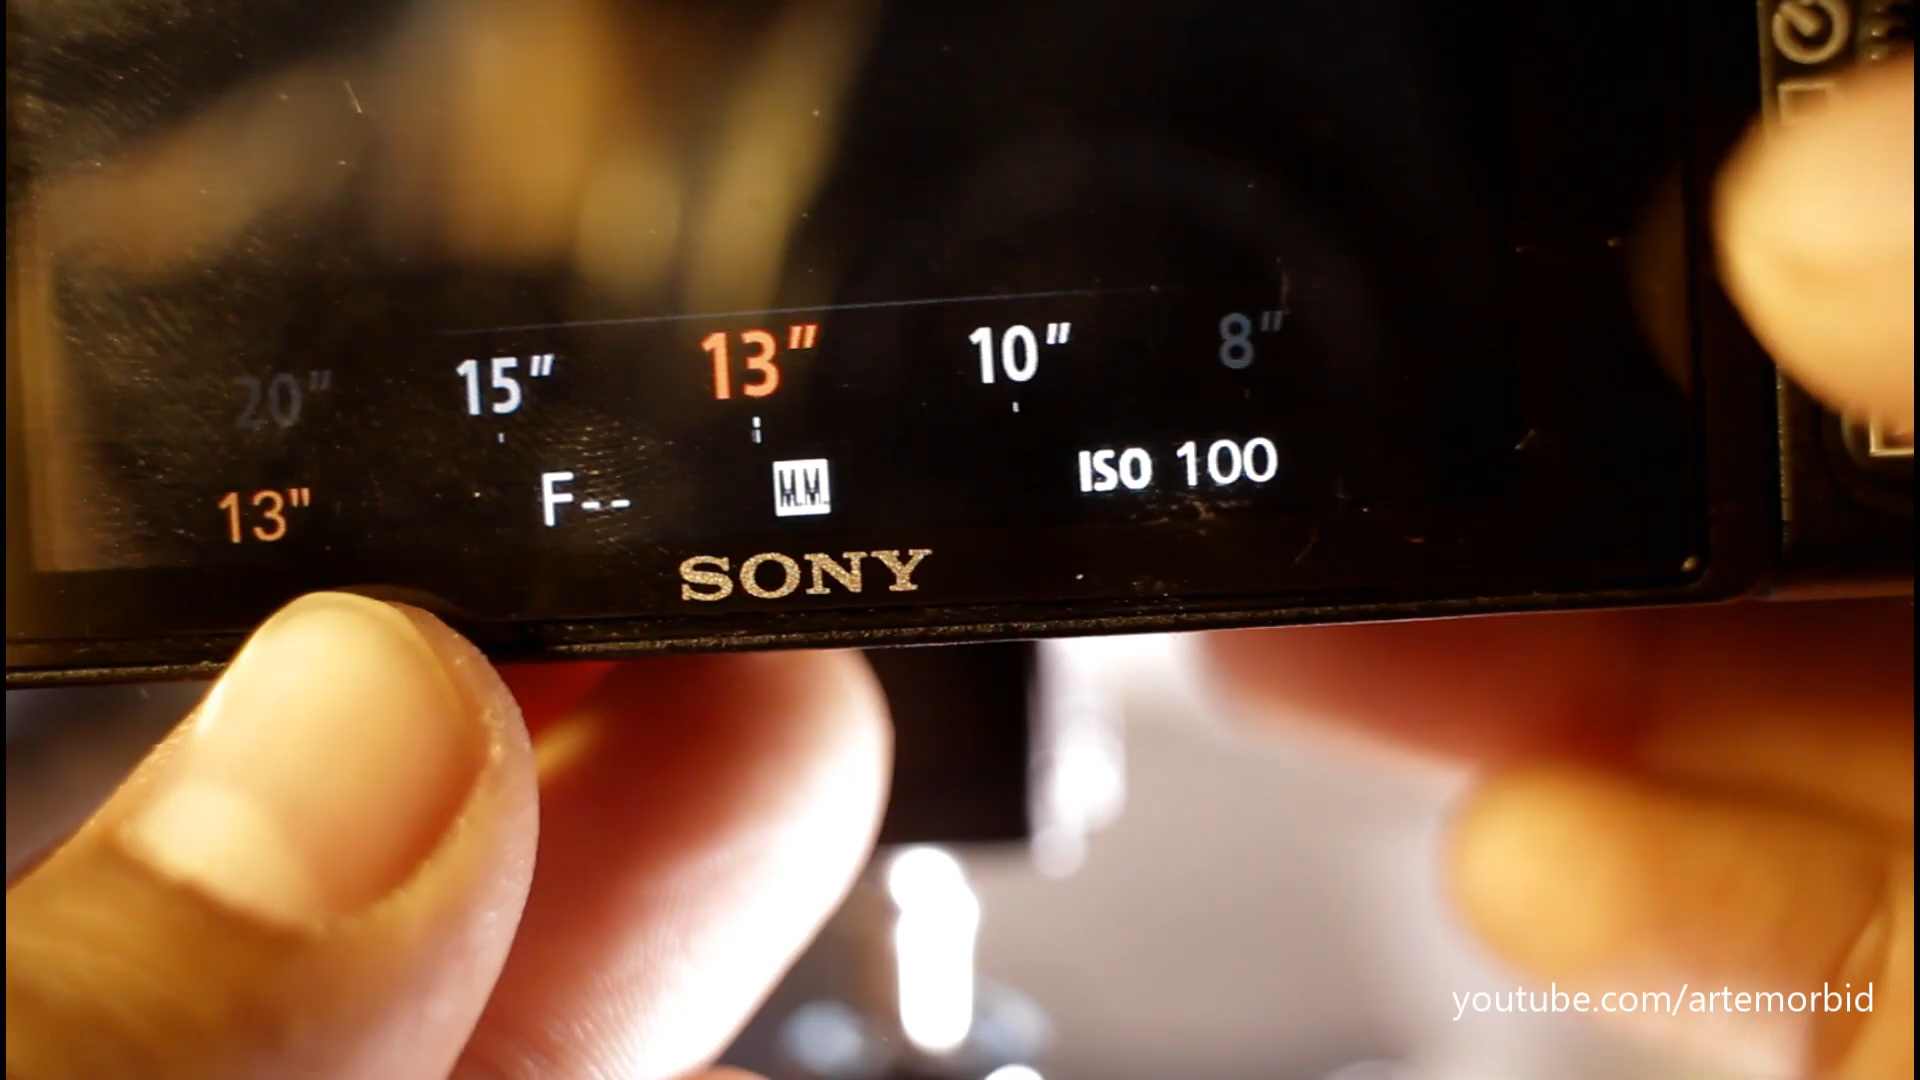 20" 15" 13" 10" 8"
13" F-- M.M. ISO 100
SONY
youtube.com/artemorbid